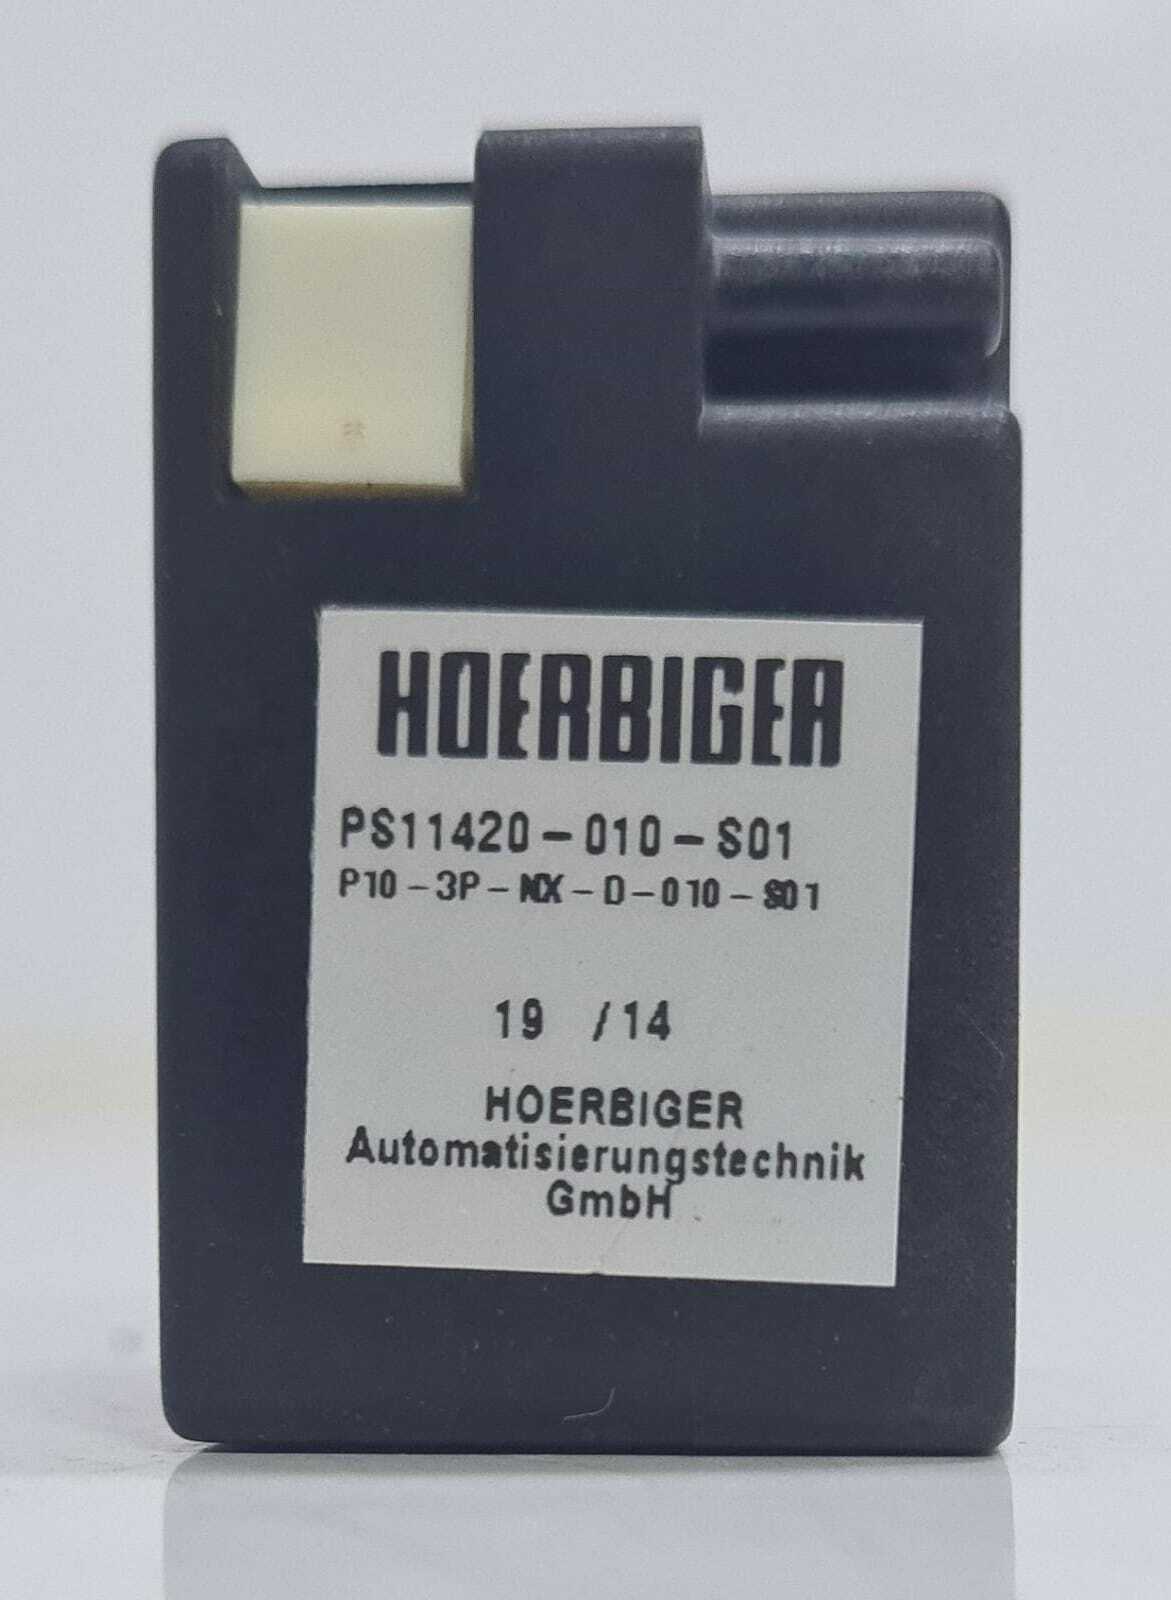 HOERBIGER
PS11420-010-S01
P10-3P-NX-D-010-S01
19 /14
HOERBIGER
Automatisierungstechnik
GmbH